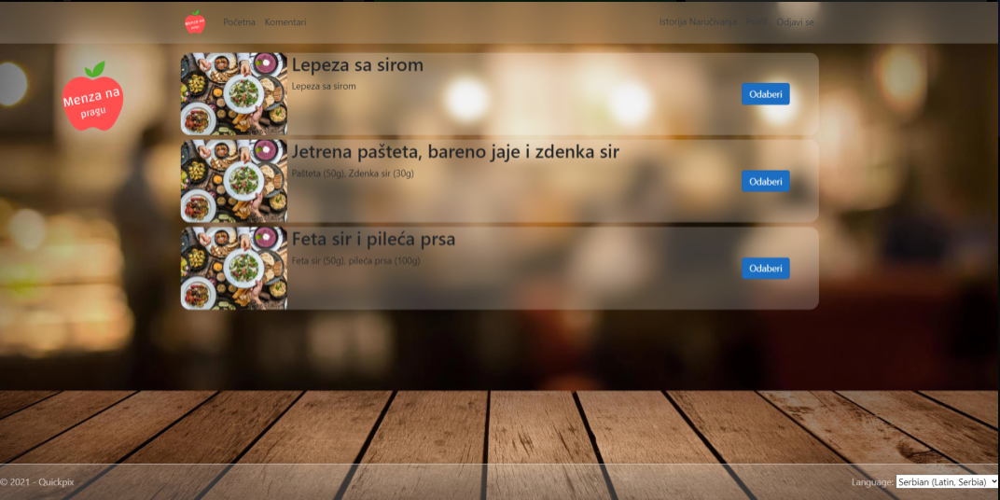 Menza na
pragu
Početna
Komentari
Istorija Naručivanja
Profil
Odjavi se
Menza na
pragu
Lepeza sa sirom
Lepeza sa sirom
Odaberi
Jetrena pašteta, bareno jaje i zdenka sir
Pašteta (50g), Zdenka sir (30g)
Odaberi
Feta sir i pileća prsa
Feta sir (50g), pileća prsa (100g)
Odaberi
© 2021 - Quickpix
Language: Serbian (Latin, Serbia)